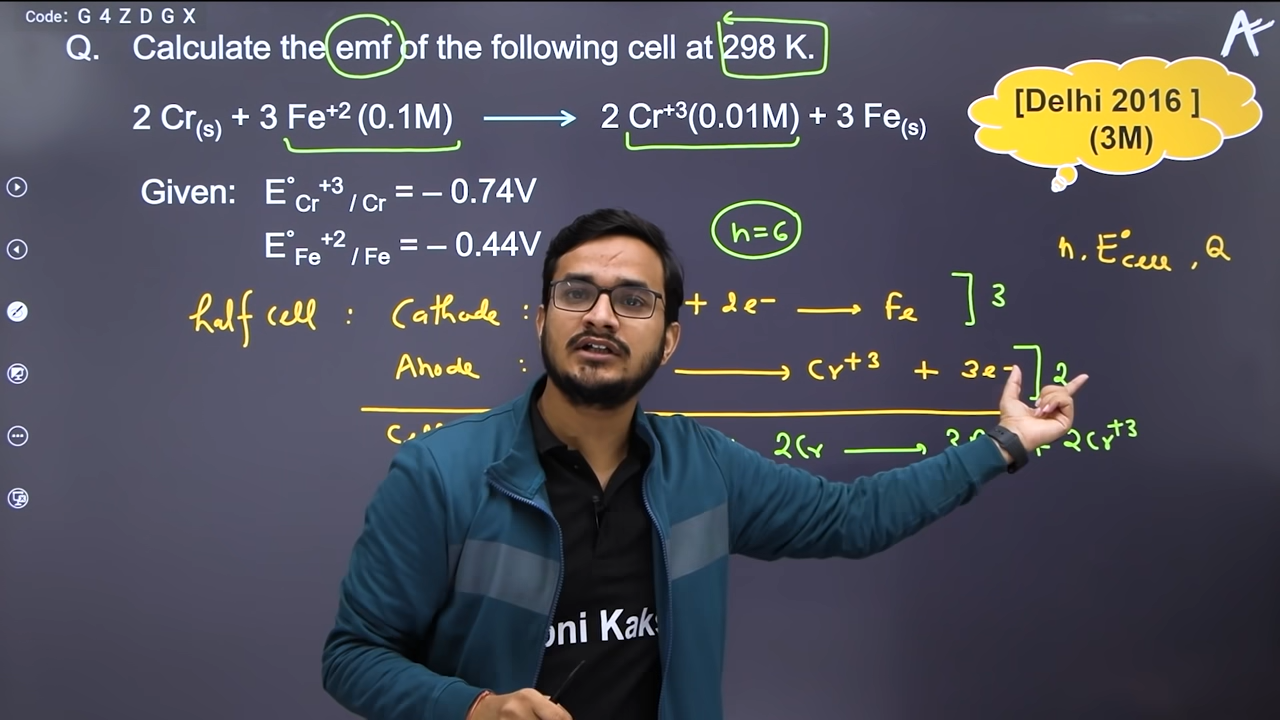 Code: G 4 Z D G X
Q. Calculate the emf of the following cell at 298 K.
2 Cr(s) + 3 Fe+2 (0.1M) ⟶ 2 Cr+3(0.01M) + 3 Fe(s)
[Delhi 2016 ]
(3M)
Given: E°Cr+3 / Cr = – 0.74V
E°Fe+2 / Fe = – 0.44V
n=6
n, E°cell, Q
half cell : Cathode : + 2e- ⟶ Fe ] 3
Anode : ⟶ Cr+3 + 3e- ] 2
2Cr ⟶ 2Cr+3